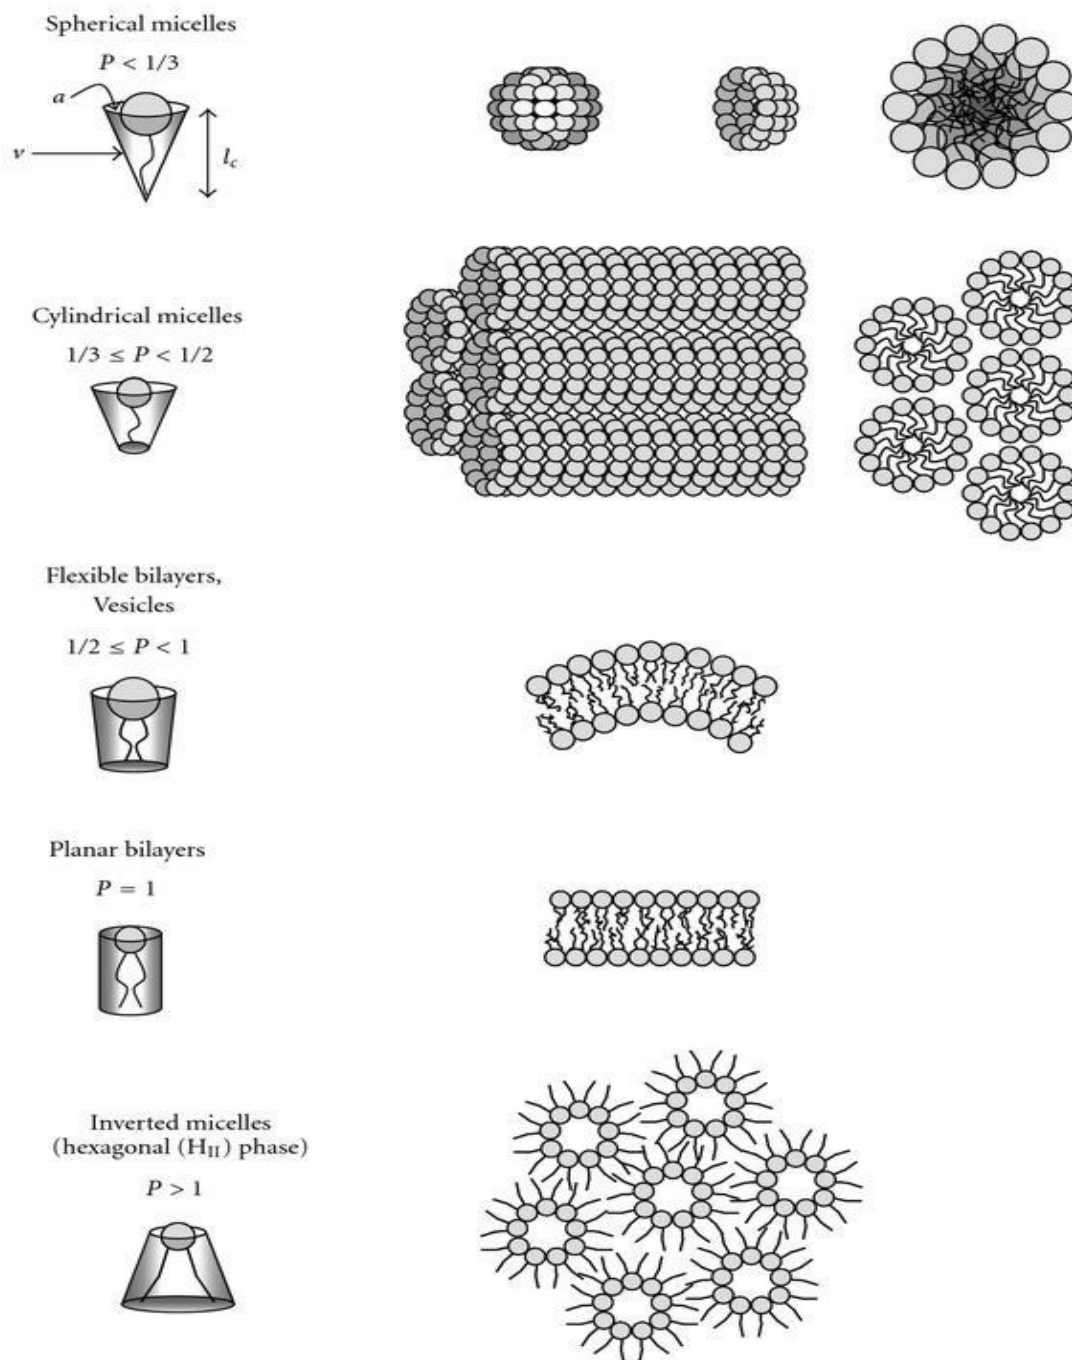 Spherical micelles
P < 1/3
a
v
l_c
Cylindrical micelles
1/3 ≤ P < 1/2
Flexible bilayers,
Vesicles
1/2 ≤ P < 1
Planar bilayers
P = 1
Inverted micelles
(hexagonal (H_II) phase)
P > 1